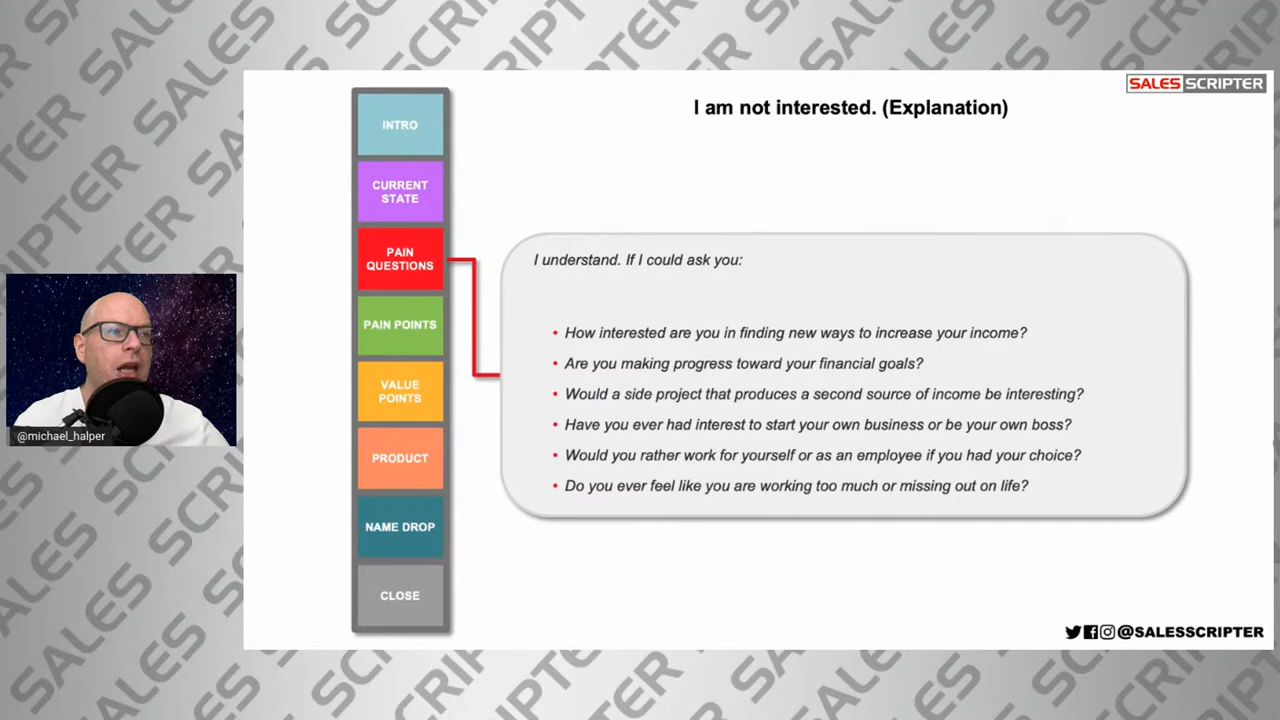 SALES SCRIPTER
I am not interested. (Explanation)
INTRO
CURRENT
STATE
PAIN
QUESTIONS
PAIN POINTS
VALUE
POINTS
PRODUCT
NAME DROP
CLOSE
I understand. If I could ask you:
• How interested are you in finding new ways to increase your income?
• Are you making progress toward your financial goals?
• Would a side project that produces a second source of income be interesting?
• Have you ever had interest to start your own business or be your own boss?
• Would you rather work for yourself or as an employee if you had your choice?
• Do you ever feel like you are working too much or missing out on life?
@michael_halper
@SALESSCRIPTER